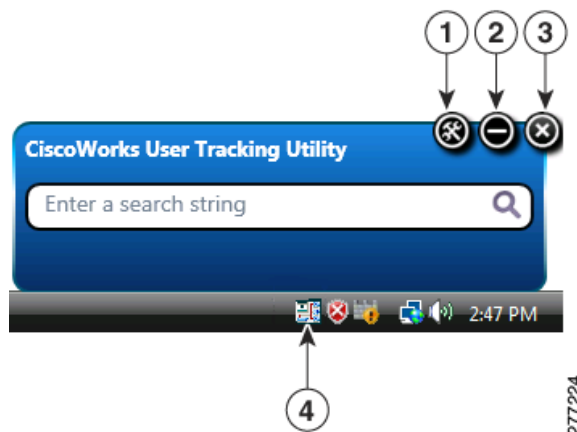 1 2 3
CiscoWorks User Tracking Utility
Enter a search string
2:47 PM
4
277224